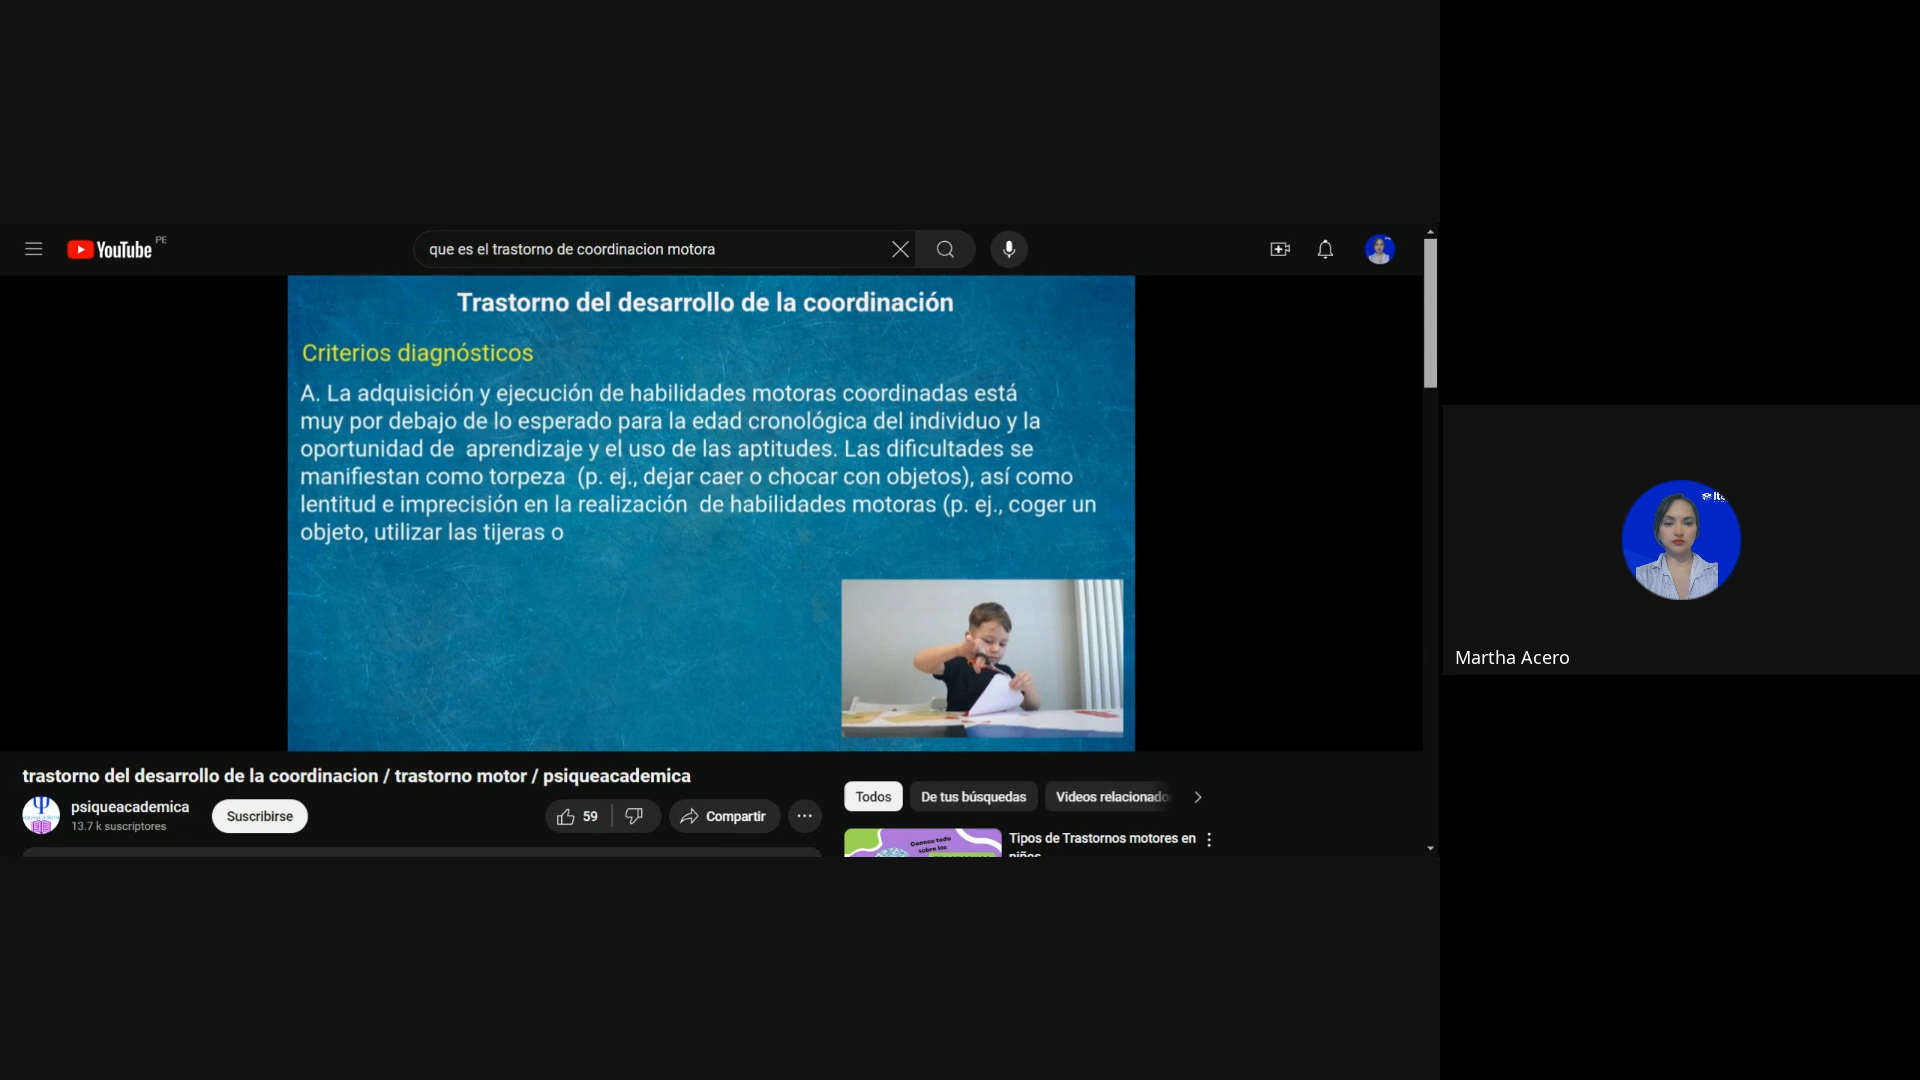 YouTube PE
que es el trastorno de coordinacion motora
Trastorno del desarrollo de la coordinación
Criterios diagnósticos
A. La adquisición y ejecución de habilidades motoras coordinadas está
muy por debajo de lo esperado para la edad cronológica del individuo y la
oportunidad de aprendizaje y el uso de las aptitudes. Las dificultades se
manifiestan como torpeza (p. ej., dejar caer o chocar con objetos), así como
lentitud e imprecisión en la realización de habilidades motoras (p. ej., coger un
objeto, utilizar las tijeras o
trastorno del desarrollo de la coordinacion / trastorno motor / psiqueacademica
psiqueacademica
13.7 k suscriptores
Suscribirse
59
Compartir
Todos
De tus búsquedas
Videos relacionado
Conoce todo
sobre los
Tipos de Trastornos motores en
niños
Martha Acero